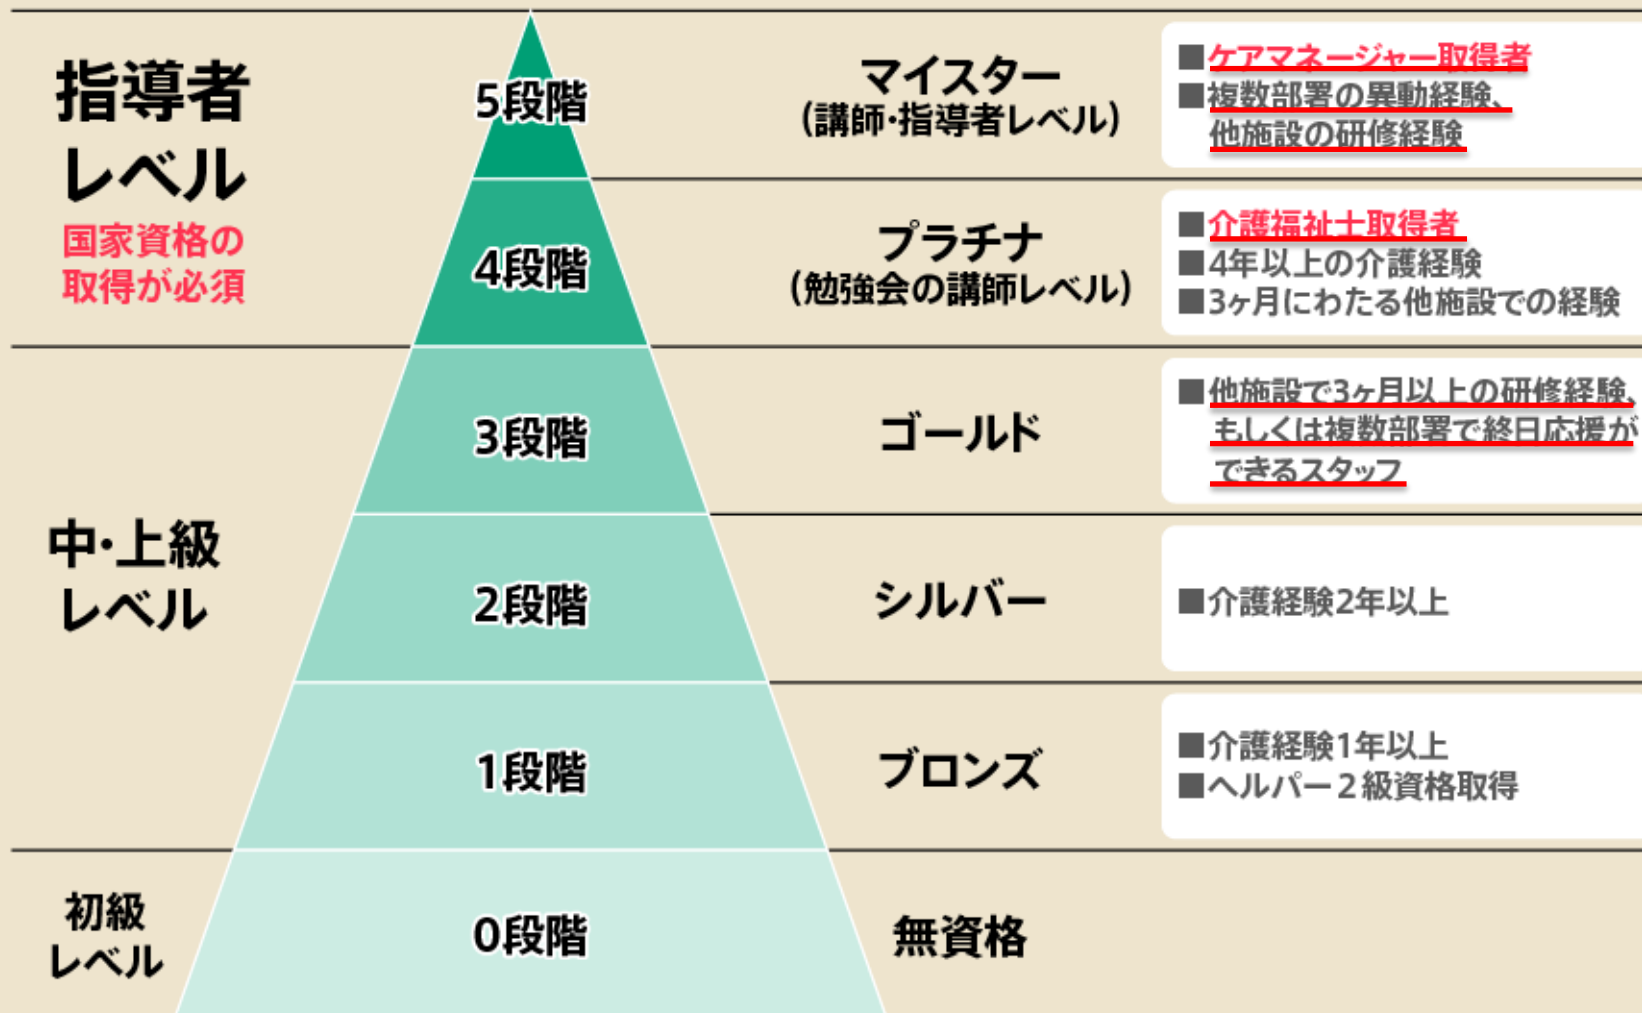 指導者
レベル
国家資格の
取得が必須
5段階
マイスター
(講師･指導者レベル)
■ケアマネージャー取得者
■複数部署の異動経験、
他施設の研修経験
4段階
プラチナ
(勉強会の講師レベル)
■介護福祉士取得者
■4年以上の介護経験
■3ヶ月にわたる他施設での経験
中･上級
レベル
3段階
ゴールド
■他施設で3ヶ月以上の研修経験、
もしくは複数部署で終日応援が
できるスタッフ
2段階
シルバー
■介護経験2年以上
1段階
ブロンズ
■介護経験1年以上
■ヘルパー２級資格取得
初級
レベル
0段階
無資格